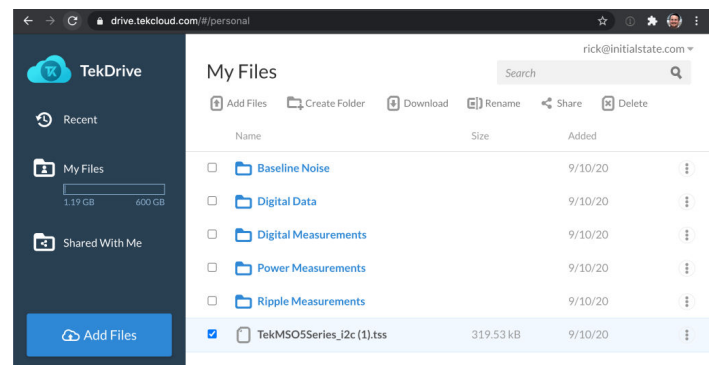 drive.tekcloud.com/#/personal
rick@initialstate.com
TekDrive
My Files
Search
Add Files Create Folder Download Rename Share Delete
Recent
Name Size Added
My Files
1.19 GB 600 GB
Shared With Me
Add Files
Baseline Noise 9/10/20
Digital Data 9/10/20
Digital Measurements 9/10/20
Power Measurements 9/10/20
Ripple Measurements 9/10/20
TekMSO5Series_i2c (1).tss 319.53 kB 9/10/20